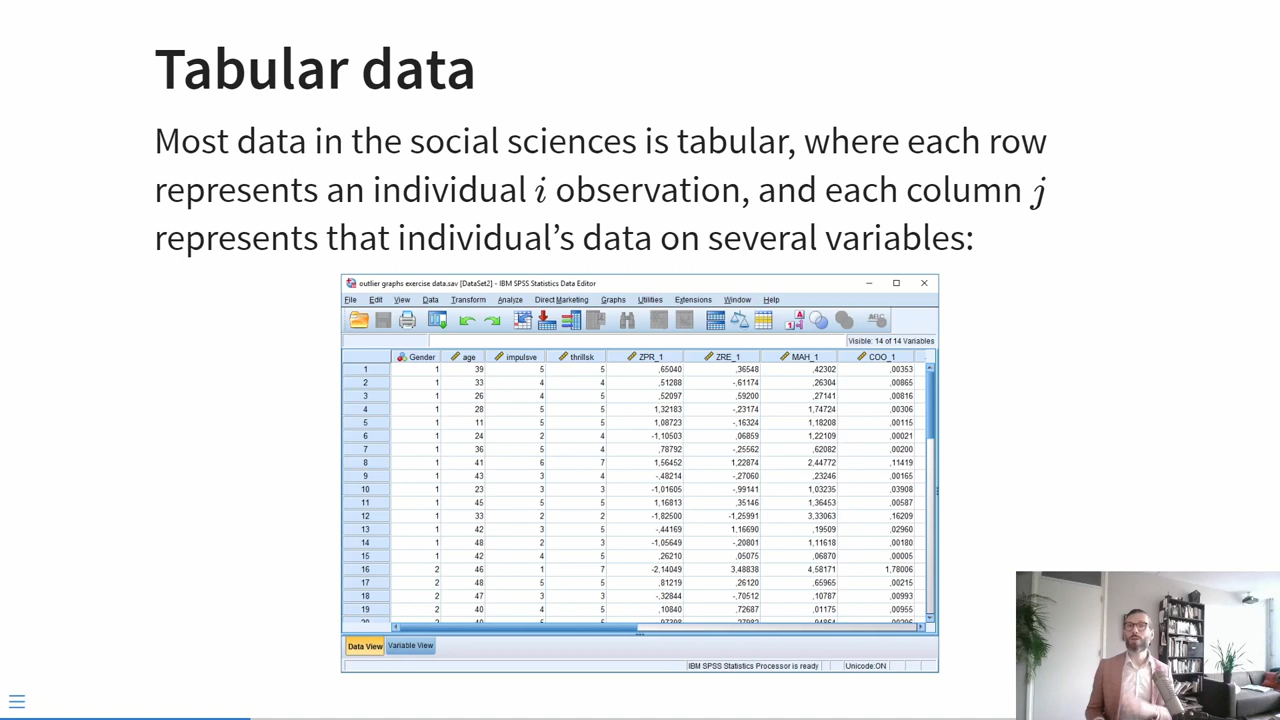 Tabular data
Most data in the social sciences is tabular, where each row
represents an individual i observation, and each column j
represents that individual’s data on several variables:
outlier graphs exercise data.sav [DataSet2] - IBM SPSS Statistics Data Editor
File Edit View Data Transform Analyze Direct Marketing Graphs Utilities Extensions Window Help
Visible: 14 of 14 Variables
Gender age impulsve thrillsk ZPR_1 ZRE_1 MAH_1 COO_1
1 1 39 5 5 ,65040 ,36548 ,42302 ,00353
2 1 33 4 4 ,51288 -,61174 ,26304 ,00865
3 1 26 4 5 ,52097 ,59200 ,27141 ,00816
4 1 28 5 5 1,32183 -,23174 1,74724 ,00306
5 1 11 5 5 1,08723 -,16324 1,18208 ,00115
6 1 24 2 4 -1,10503 ,06859 1,22109 ,00021
7 1 36 5 4 ,78792 -,25562 ,62082 ,00200
8 1 41 6 7 1,56452 1,22874 2,44772 ,11419
9 1 43 3 4 -,48214 -,27060 ,23246 ,00165
10 1 23 3 3 -1,01605 -,99141 1,03235 ,03908
11 1 45 5 5 1,16813 ,35146 1,36453 ,00587
12 1 33 2 2 -1,82500 -1,25991 3,33063 ,16209
13 1 42 3 5 -,44169 1,16690 ,19509 ,02960
14 1 48 2 3 -1,05649 -,20801 1,11618 ,00180
15 1 42 4 5 ,26210 ,05075 ,06870 ,00005
16 2 46 1 7 -2,14049 3,48838 4,58171 1,78006
17 2 48 5 5 ,81219 ,26120 ,65965 ,00215
18 2 47 3 3 -,32844 -,70512 ,10787 ,00993
19 2 40 4 5 ,10840 ,72687 ,01175 ,00955
Data View Variable View
IBM SPSS Statistics Processor is ready Unicode:ON